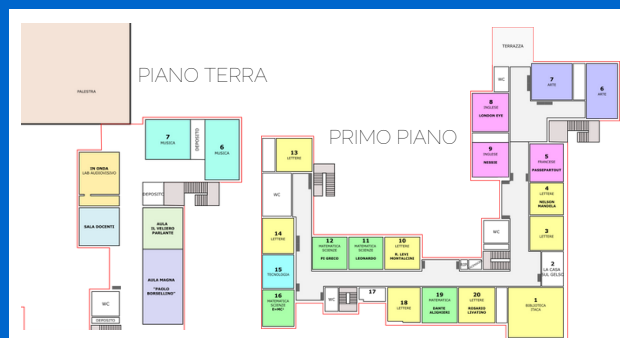 PIANO TERRA
PALESTRA
7
MUSICA
DEPOSITO
6
MUSICA
IN ONDA
LAB AUDIOVISIVO
DEPOSITO
SALA DOCENTI
AULA
IL VELIERO
PARLANTE
AULA MAGNA
"PAOLO
BORSELLINO"
WC
DEPOSITO
PRIMO PIANO
TERRAZZA
WC
7
ARTE
6
ARTE
8
INGLESE
LONDON EYE
9
INGLESE
NESSIE
5
FRANCESE
PASSEPARTOUT
4
LETTERE
NELSON
MANDELA
3
LETTERE
WC
2
LA CASA
SUL GELSO
1
BIBLIOTECA
ITACA
13
LETTERE
WC
14
LETTERE
15
TECNOLOGIA
16
MATEMATICA
SCIENZE
E=MC²
12
MATEMATICA
SCIENZE
PI GRECO
11
MATEMATICA
SCIENZE
LEONARDO
10
LETTERE
R. LEVI
MONTALCINI
WC
17
18
LETTERE
19
MATEMATICA
DANTE
ALIGHIERI
20
LETTERE
ROSARIO
LIVATINO